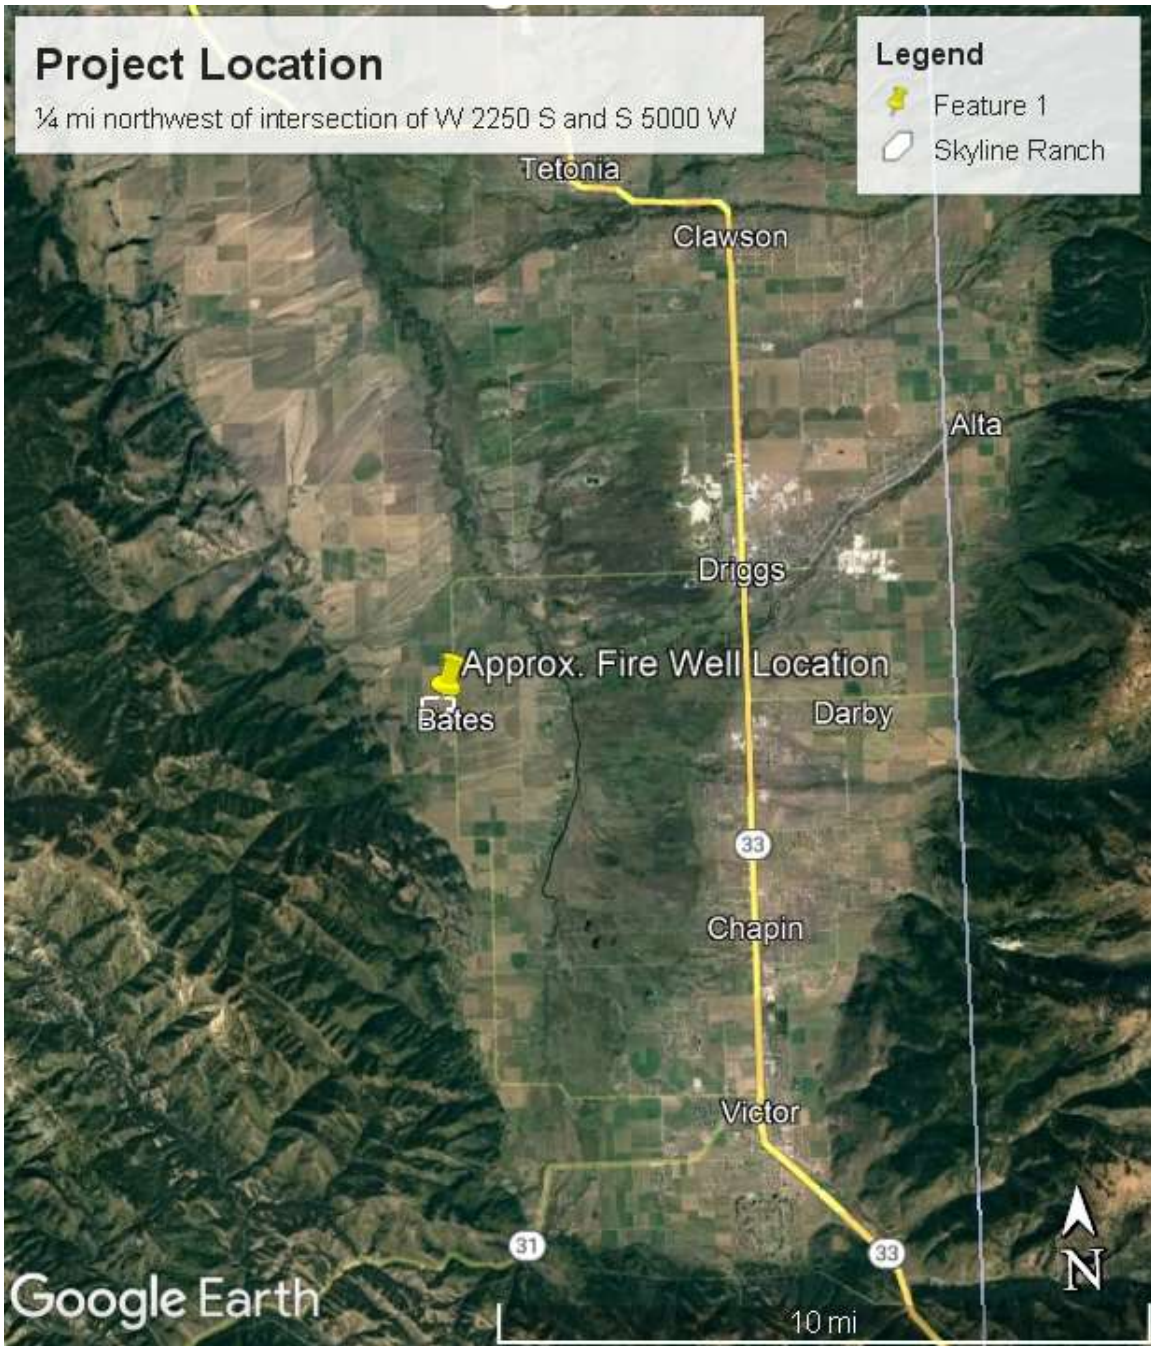 Project Location
¼ mi northwest of intersection of W 2250 S and S 5000 W
Legend
Feature 1
Skyline Ranch
Tetonia
Clawson
Alta
Driggs
Approx. Fire Well Location
Bates
Darby
33
Chapin
Victor
31
33
N
Google Earth
10 mi